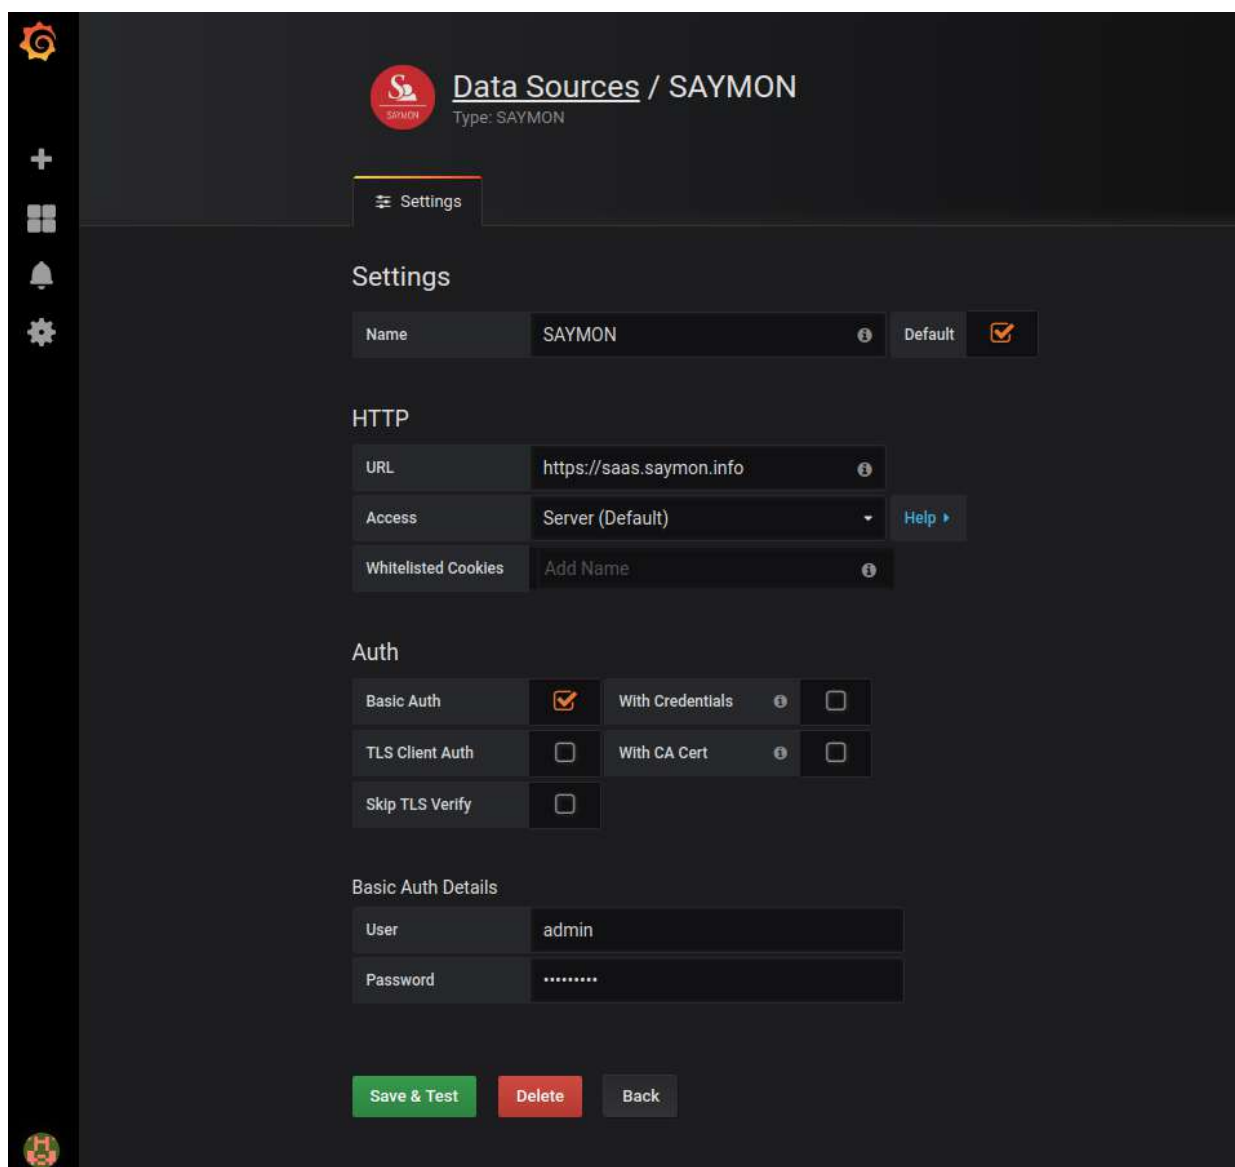 Data Sources / SAYMON
SAYMON
Type: SAYMON
Settings
Settings
Name SAYMON Default
HTTP
URL https://saas.saymon.info
Access Server (Default) Help
Whitelisted Cookies Add Name
Auth
Basic Auth With Credentials
TLS Client Auth With CA Cert
Skip TLS Verify
Basic Auth Details
User admin
Password •••••••••
Save & Test Delete Back